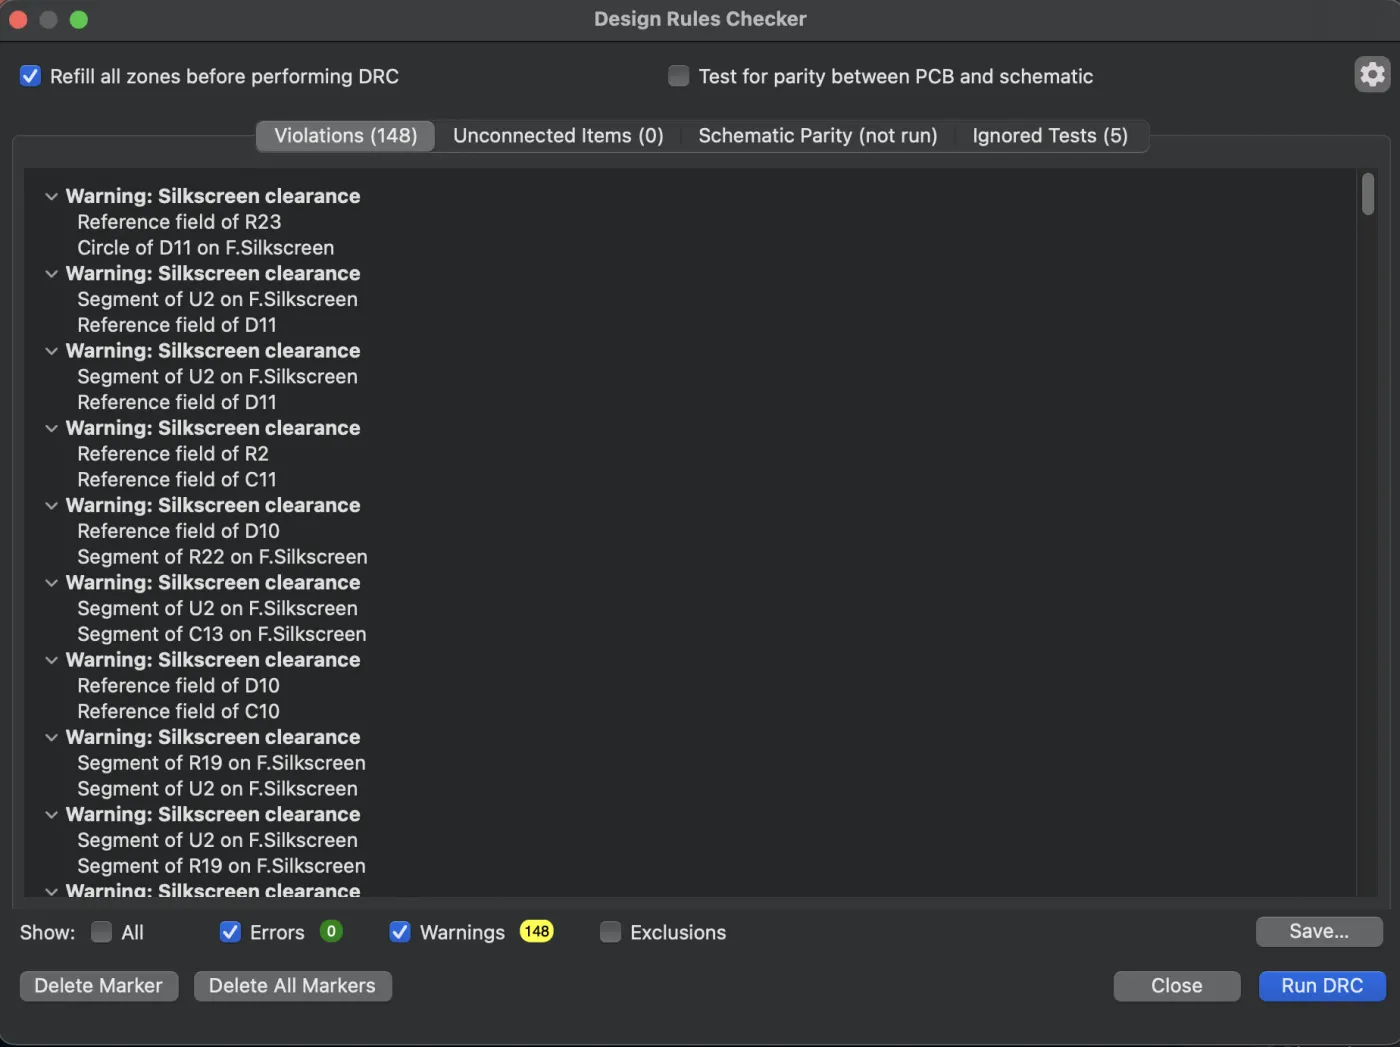 Design Rules Checker
Refill all zones before performing DRC
Test for parity between PCB and schematic
Violations (148)
Unconnected Items (0)
Schematic Parity (not run)
Ignored Tests (5)
Warning: Silkscreen clearance
Reference field of R23
Circle of D11 on F.Silkscreen
Warning: Silkscreen clearance
Segment of U2 on F.Silkscreen
Reference field of D11
Warning: Silkscreen clearance
Segment of U2 on F.Silkscreen
Reference field of D11
Warning: Silkscreen clearance
Reference field of R2
Reference field of C11
Warning: Silkscreen clearance
Reference field of D10
Segment of R22 on F.Silkscreen
Warning: Silkscreen clearance
Segment of U2 on F.Silkscreen
Segment of C13 on F.Silkscreen
Warning: Silkscreen clearance
Reference field of D10
Reference field of C10
Warning: Silkscreen clearance
Segment of R19 on F.Silkscreen
Segment of U2 on F.Silkscreen
Warning: Silkscreen clearance
Segment of U2 on F.Silkscreen
Segment of R19 on F.Silkscreen
Warning: Silkscreen clearance
Show:
All
Errors 0
Warnings 148
Exclusions
Save...
Delete Marker
Delete All Markers
Close
Run DRC